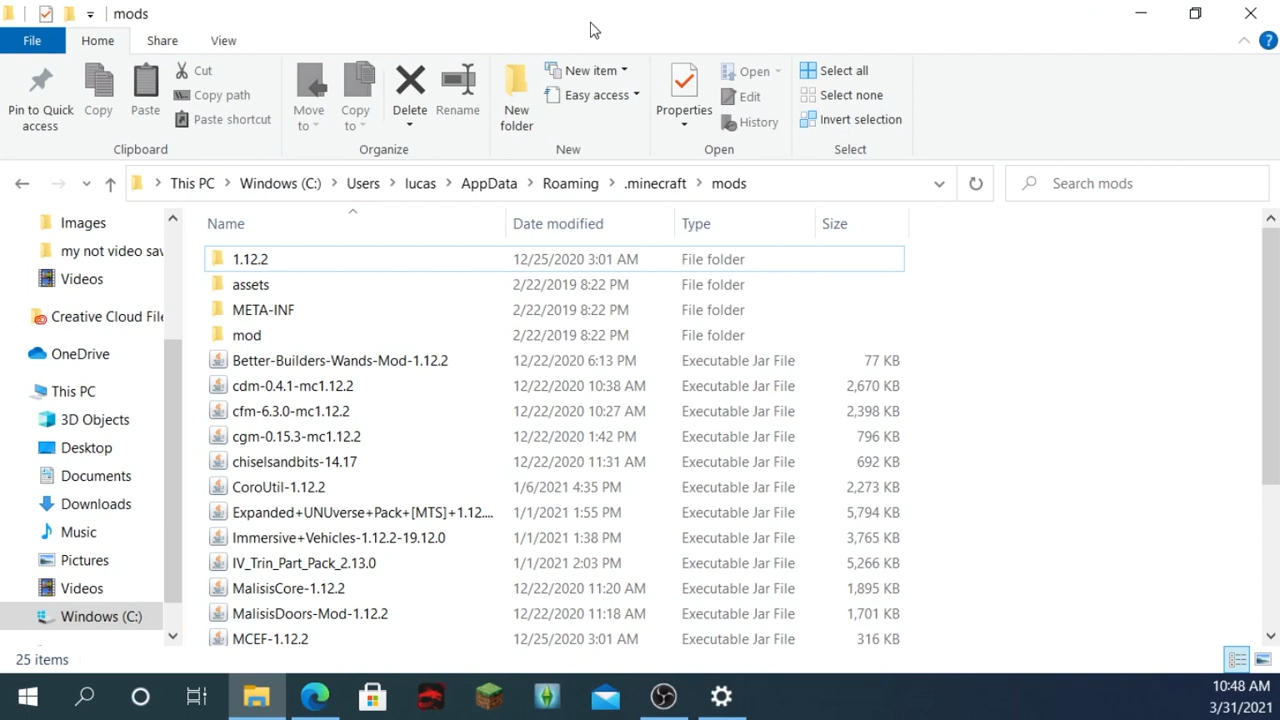 mods
File Home Share View
Pin to Quick access
Copy
Paste
Cut
Copy path
Paste shortcut
Clipboard
Move to
Copy to
Delete
Rename
Organize
New folder
New item
Easy access
New
Properties
Open
Edit
History
Open
Select all
Select none
Invert selection
Select
This PC Windows (C:) Users lucas AppData Roaming .minecraft mods
Search mods
Images
my not video sav
Videos
Creative Cloud File
OneDrive
This PC
3D Objects
Desktop
Documents
Downloads
Music
Pictures
Videos
Windows (C:)
Name Date modified Type Size
1.12.2 12/25/2020 3:01 AM File folder
assets 2/22/2019 8:22 PM File folder
META-INF 2/22/2019 8:22 PM File folder
mod 2/22/2019 8:22 PM File folder
Better-Builders-Wands-Mod-1.12.2 12/22/2020 6:13 PM Executable Jar File 77 KB
cdm-0.4.1-mc1.12.2 12/22/2020 10:38 AM Executable Jar File 2,670 KB
cfm-6.3.0-mc1.12.2 12/22/2020 10:27 AM Executable Jar File 2,398 KB
cgm-0.15.3-mc1.12.2 12/22/2020 1:42 PM Executable Jar File 796 KB
chiselsandbits-14.17 12/22/2020 11:31 AM Executable Jar File 692 KB
CoroUtil-1.12.2 1/6/2021 4:35 PM Executable Jar File 2,273 KB
Expanded+UNUverse+Pack+[MTS]+1.12.... 1/1/2021 1:55 PM Executable Jar File 5,794 KB
Immersive+Vehicles-1.12.2-19.12.0 1/1/2021 1:38 PM Executable Jar File 3,765 KB
IV_Trin_Part_Pack_2.13.0 1/1/2021 2:03 PM Executable Jar File 5,266 KB
MalisisCore-1.12.2 12/22/2020 11:20 AM Executable Jar File 1,895 KB
MalisisDoors-Mod-1.12.2 12/22/2020 11:18 AM Executable Jar File 1,701 KB
MCEF-1.12.2 12/25/2020 3:01 AM Executable Jar File 316 KB
25 items
10:48 AM
3/31/2021